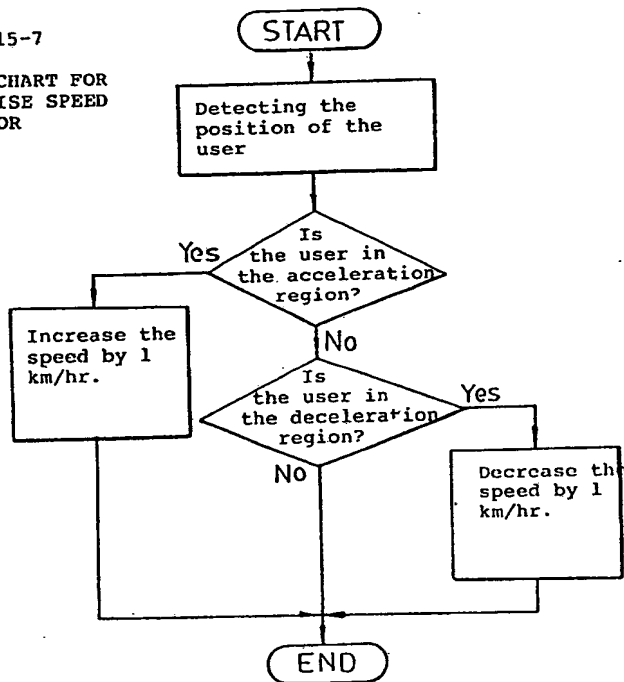 15-7
CHART FOR
ISE SPEED
OR
START
Detecting the
position of the
user
Is
the user in
the acceleration
region?
Yes
No
Increase the
speed by 1
km/hr.
Is
the user in
the deceleration
region?
Yes
No
Decrease the
speed by 1
km/hr.
END